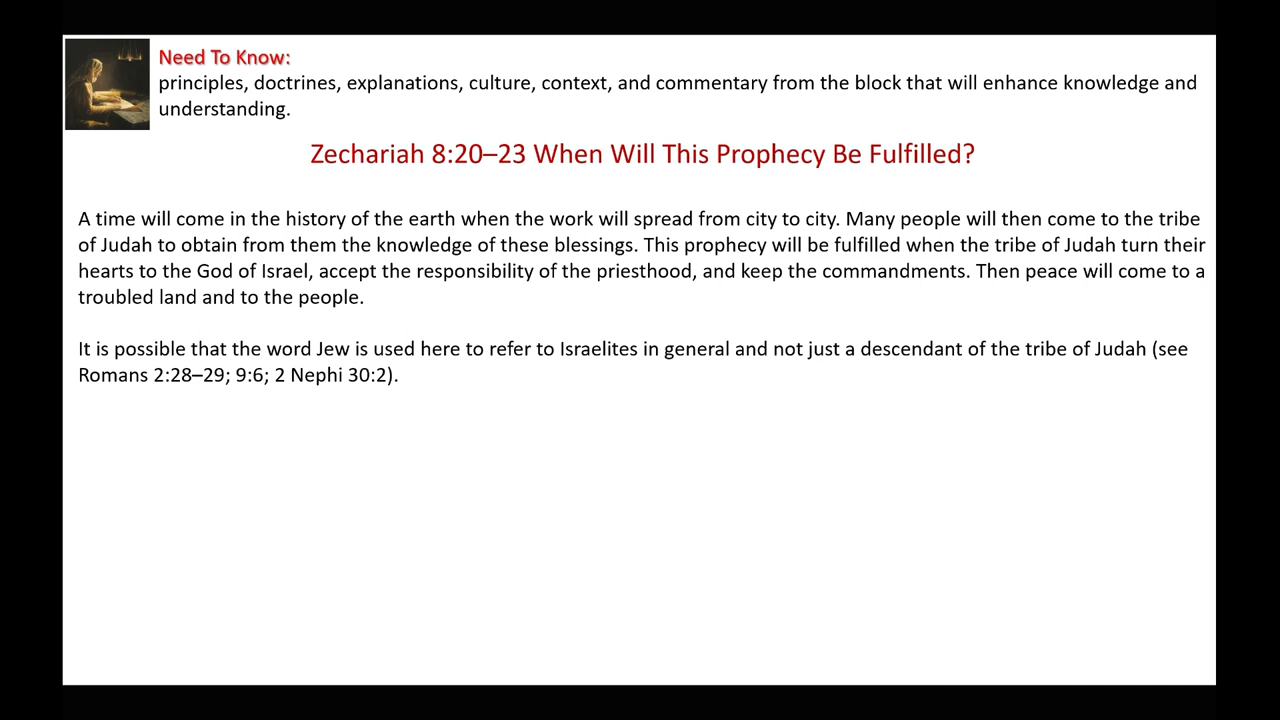 Need To Know:
principles, doctrines, explanations, culture, context, and commentary from the block that will enhance knowledge and
understanding.
Zechariah 8:20–23 When Will This Prophecy Be Fulfilled?
A time will come in the history of the earth when the work will spread from city to city. Many people will then come to the tribe
of Judah to obtain from them the knowledge of these blessings. This prophecy will be fulfilled when the tribe of Judah turn their
hearts to the God of Israel, accept the responsibility of the priesthood, and keep the commandments. Then peace will come to a
troubled land and to the people.
It is possible that the word Jew is used here to refer to Israelites in general and not just a descendant of the tribe of Judah (see
Romans 2:28–29; 9:6; 2 Nephi 30:2).